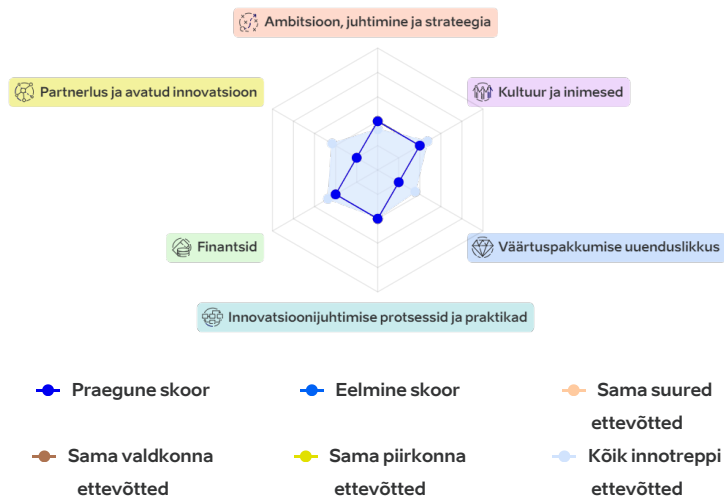 Ambitsioon, juhtimine ja strateegia
Partnerlus ja avatud innovatsioon
Kultuur ja inimesed
Finantsid
Väärtuspakkumise uuenduslikkus
Innovatsioonijuhtimise protsessid ja praktikad
Praegune skoor
Eelmine skoor
Sama suured
ettevõtted
Sama valdkonna
ettevõtted
Sama piirkonna
ettevõtted
Kõik innotreppi
ettevõtted